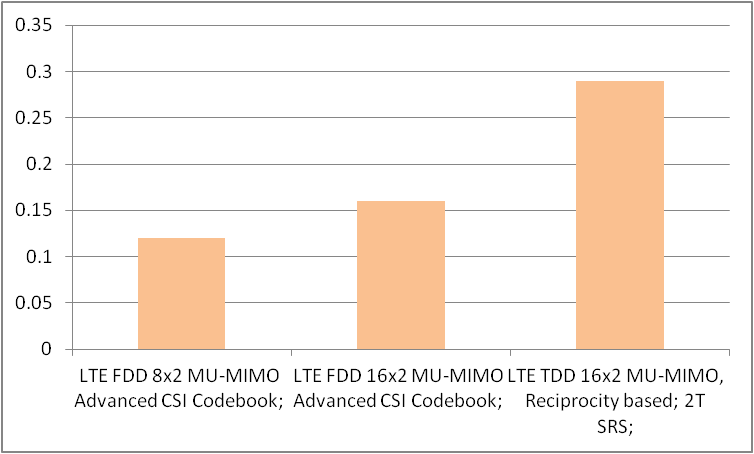 0.35
0.3
0.25
0.2
0.15
0.1
0.05
0
LTE FDD 8x2 MU-MIMO
Advanced CSI Codebook;
LTE FDD 16x2 MU-MIMO
Advanced CSI Codebook;
LTE TDD 16x2 MU-MIMO,
Reciprocity based; 2T
SRS;